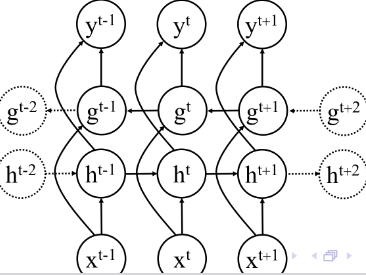 y^t-1 y^t y^t+1
g^t-2 g^t-1 g^t g^t+1 g^t+2
h^t-2 h^t-1 h^t h^t+1 h^t+2
x^t-1 x^t x^t+1